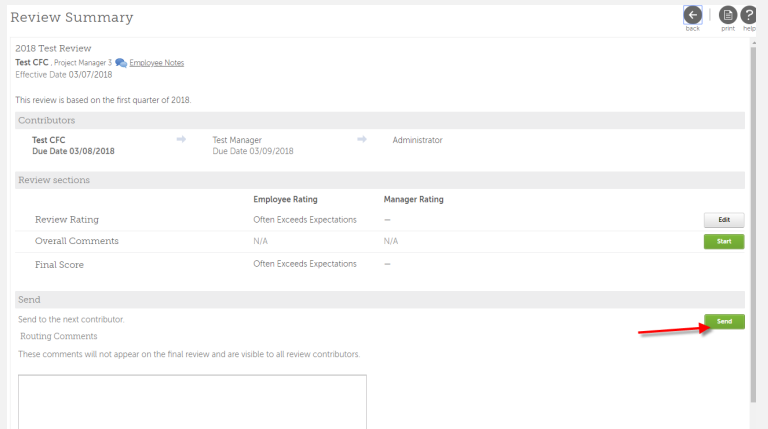 Review Summary
back
print
help
2018 Test Review
Test CFC , Project Manager 3 Employee Notes
Effective Date 03/07/2018
This review is based on the first quarter of 2018.
Contributors
Test CFC Test Manager Administrator
Due Date 03/08/2018 Due Date 03/09/2018
Review sections
Employee Rating Manager Rating
Review Rating Often Exceeds Expectations — Edit
Overall Comments N/A N/A Start
Final Score Often Exceeds Expectations —
Send
Send to the next contributor. Send
Routing Comments
These comments will not appear on the final review and are visible to all review contributors.